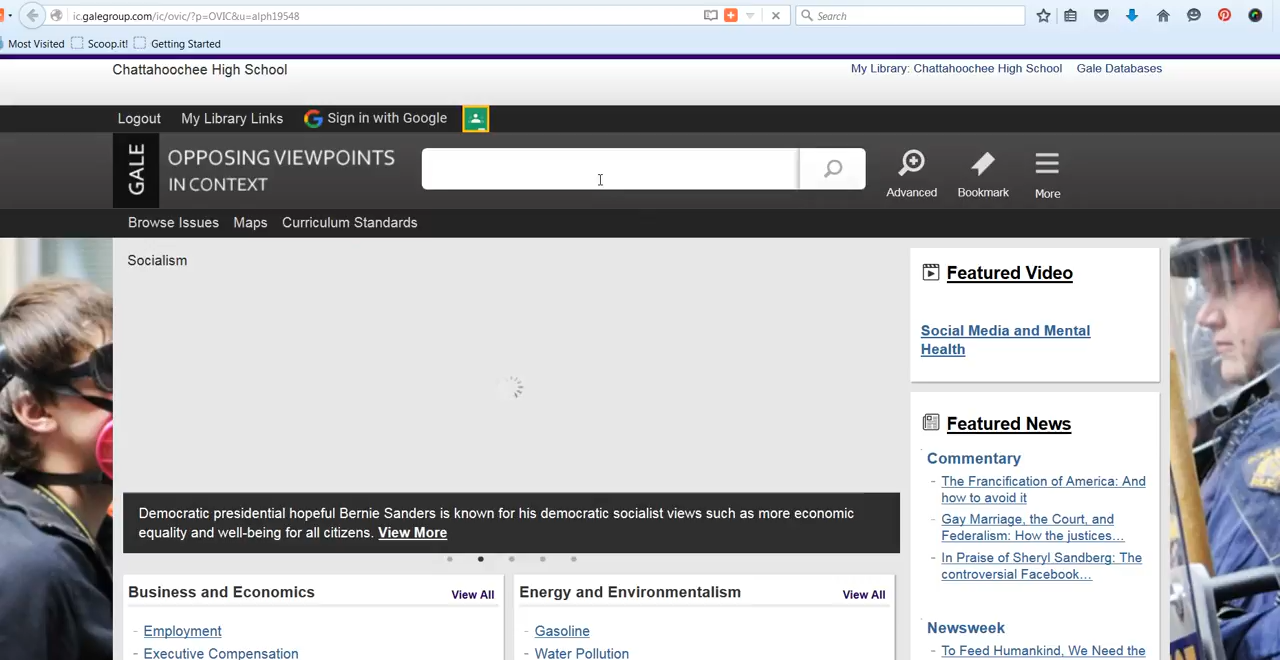 ic.galegroup.com/ic/ovic/?p=OVIC&u=alph19548
Search
Most Visited Scoop.it! Getting Started
Chattahoochee High School
My Library: Chattahoochee High School Gale Databases
Logout My Library Links Sign in with Google
GALE
OPPOSING VIEWPOINTS
IN CONTEXT
Advanced Bookmark More
Browse Issues Maps Curriculum Standards
Socialism
Democratic presidential hopeful Bernie Sanders is known for his democratic socialist views such as more economic
equality and well-being for all citizens. View More
Business and Economics View All
- Employment
- Executive Compensation
Energy and Environmentalism View All
- Gasoline
- Water Pollution
Featured Video
Social Media and Mental
Health
Featured News
Commentary
- The Francification of America: And
how to avoid it
- Gay Marriage, the Court, and
Federalism: How the justices...
- In Praise of Sheryl Sandberg: The
controversial Facebook...
Newsweek
- To Feed Humankind, We Need the